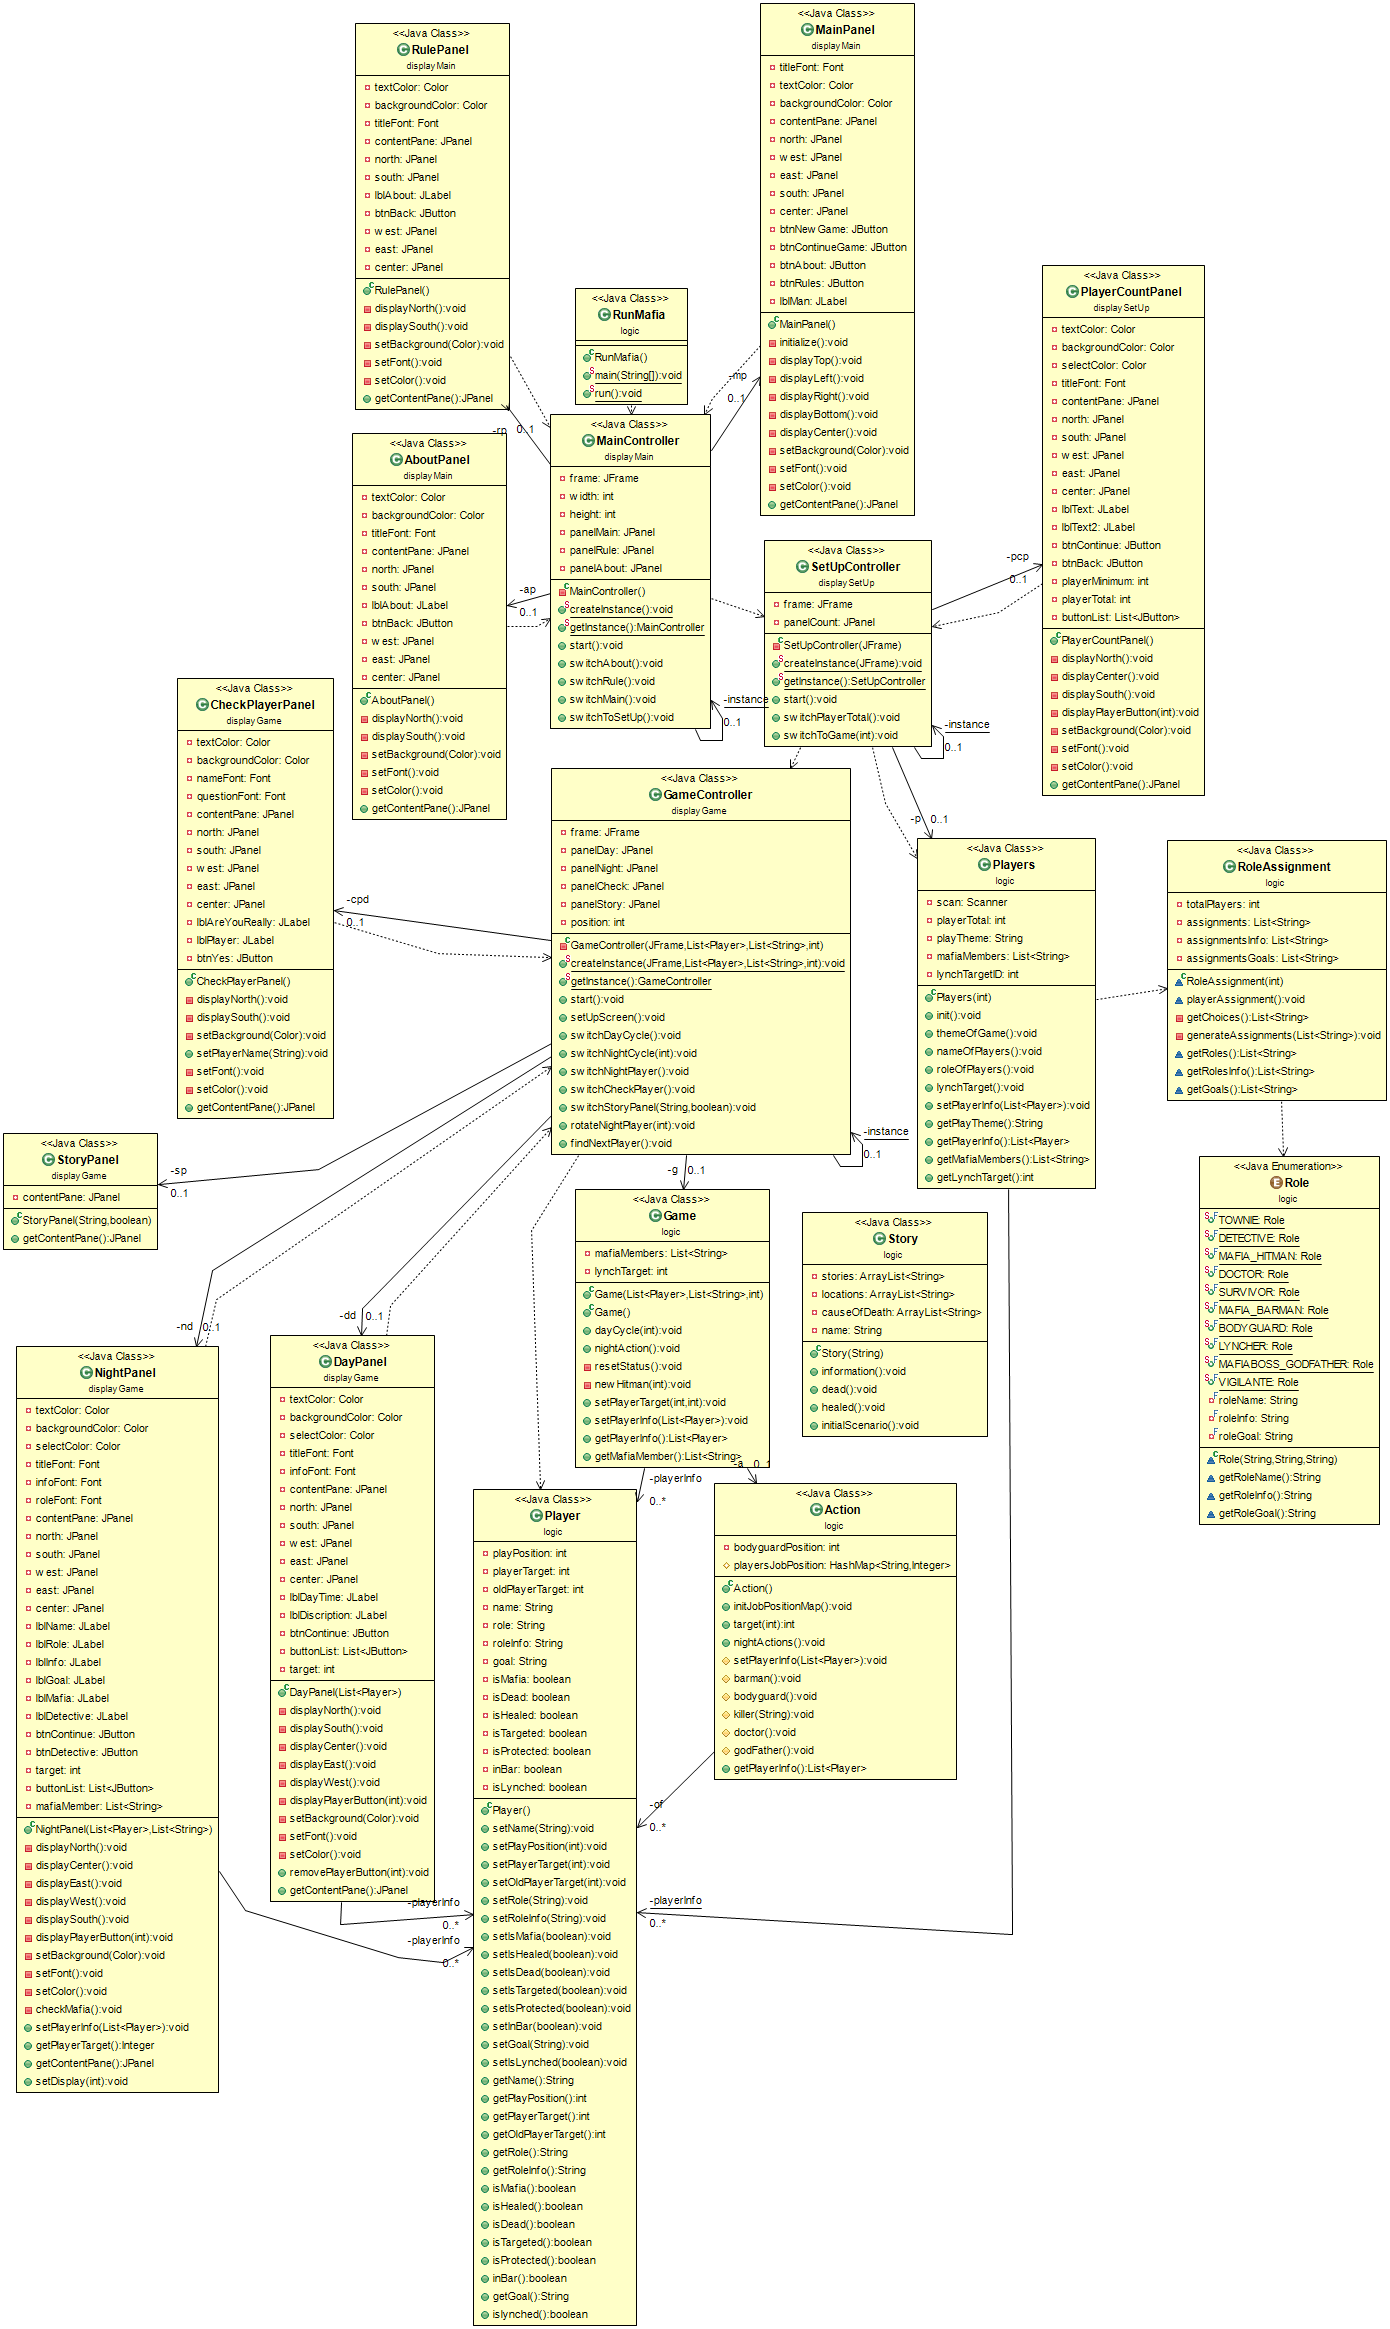 <<Java Class>>
RulePanel
displayMain
textColor: Color
backgroundColor: Color
titleFont: Font
contentPane: JPanel
north: JPanel
south: JPanel
lblAbout: JLabel
btnBack: JButton
west: JPanel
east: JPanel
center: JPanel
RulePanel()
displayNorth():void
displaySouth():void
setBackground(Color):void
setFont():void
setColor():void
getContentPane():JPanel
<<Java Class>>
MainPanel
displayMain
titleFont: Font
textColor: Color
backgroundColor: Color
contentPane: JPanel
north: JPanel
west: JPanel
east: JPanel
south: JPanel
center: JPanel
btnNewGame: JButton
btnContinueGame: JButton
btnAbout: JButton
btnRules: JButton
lblMan: JLabel
MainPanel()
initialize():void
displayTop():void
displayLeft():void
displayRight():void
displayBottom():void
displayCenter():void
setBackground(Color):void
setFont():void
setColor():void
getContentPane():JPanel
<<Java Class>>
RunMafia
logic
RunMafia()
main(String[]):void
run():void
-mp
0..1
-rp
0..1
<<Java Class>>
PlayerCountPanel
displaySetUp
textColor: Color
backgroundColor: Color
selectColor: Color
titleFont: Font
contentPane: JPanel
north: JPanel
south: JPanel
west: JPanel
east: JPanel
center: JPanel
lblText: JLabel
lblText2: JLabel
btnContinue: JButton
btnBack: JButton
playerMinimum: int
playerTotal: int
buttonList: List<JButton>
PlayerCountPanel()
displayNorth():void
displayCenter():void
displaySouth():void
displayPlayerButton(int):void
setBackground(Color):void
setFont():void
setColor():void
getContentPane():JPanel
<<Java Class>>
AboutPanel
displayMain
textColor: Color
backgroundColor: Color
titleFont: Font
contentPane: JPanel
north: JPanel
south: JPanel
lblAbout: JLabel
btnBack: JButton
west: JPanel
east: JPanel
center: JPanel
AboutPanel()
displayNorth():void
displaySouth():void
setBackground(Color):void
setFont():void
setColor():void
getContentPane():JPanel
<<Java Class>>
MainController
displayMain
frame: JFrame
width: int
height: int
panelMain: JPanel
panelRule: JPanel
panelAbout: JPanel
MainController()
createInstance():void
getInstance():MainController
start():void
switchAbout():void
switchRule():void
switchMain():void
switchToSetUp():void
-ap
0..1
-instance
0..1
<<Java Class>>
SetUpController
displaySetUp
frame: JFrame
panelCount: JPanel
SetUpController(JFrame)
createInstance(JFrame):void
getInstance():SetUpController
start():void
switchPlayerTotal():void
switchToGame(int):void
-pcp
0..1
-instance
0..1
<<Java Class>>
CheckPlayerPanel
displayGame
textColor: Color
backgroundColor: Color
nameFont: Font
questionFont: Font
contentPane: JPanel
north: JPanel
south: JPanel
west: JPanel
east: JPanel
center: JPanel
lblAreYouReally: JLabel
lblPlayer: JLabel
btnYes: JButton
CheckPlayerPanel()
displayNorth():void
displaySouth():void
setBackground(Color):void
setPlayerName(String):void
setFont():void
setColor():void
getContentPane():JPanel
<<Java Class>>
GameController
displayGame
frame: JFrame
panelDay: JPanel
panelNight: JPanel
panelCheck: JPanel
panelStory: JPanel
position: int
GameController(JFrame,List<Player>,List<String>,int)
createInstance(JFrame,List<Player>,List<String>,int):void
getInstance():GameController
start():void
setUpScreen():void
switchDayCycle():void
switchNightCycle(int):void
switchNightPlayer():void
switchCheckPlayer():void
switchStoryPanel(String,boolean):void
rotateNightPlayer(int):void
findNextPlayer():void
-cpd
0..1
-p
0..1
-instance
0..1
<<Java Class>>
Players
logic
scan: Scanner
playerTotal: int
playTheme: String
mafiaMembers: List<String>
lynchTargetID: int
Players(int)
init():void
themeOfGame():void
nameOfPlayers():void
roleOfPlayers():void
lynchTarget():void
setPlayerInfo(List<Player>):void
getPlayTheme():String
getPlayerInfo():List<Player>
getMafiaMembers():List<String>
getLynchTarget():int
<<Java Class>>
RoleAssignment
logic
totalPlayers: int
assignments: List<String>
assignmentsInfo: List<String>
assignmentsGoals: List<String>
RoleAssignment(int)
playerAssignment():void
getChoices():List<String>
generateAssignments(List<String>):void
getRoles():List<String>
getRolesInfo():List<String>
getGoals():List<String>
<<Java Class>>
StoryPanel
displayGame
contentPane: JPanel
StoryPanel(String,boolean)
getContentPane():JPanel
-sp
0..1
-g
0..1
<<Java Class>>
Game
logic
mafiaMembers: List<String>
lynchTarget: int
Game(List<Player>,List<String>,int)
Game()
dayCycle(int):void
nightAction():void
resetStatus():void
newHitman(int):void
setPlayerTarget(int,int):void
setPlayerInfo(List<Player>):void
getPlayerInfo():List<Player>
getMafiaMember():List<String>
<<Java Class>>
Story
logic
stories: ArrayList<String>
locations: ArrayList<String>
causeOfDeath: ArrayList<String>
name: String
Story(String)
information():void
dead():void
healed():void
initialScenario():void
<<Java Enumeration>>
Role
logic
TOWNIE: Role
DETECTIVE: Role
MAFIA_HITMAN: Role
DOCTOR: Role
SURVIVOR: Role
MAFIA_BARMAN: Role
BODYGUARD: Role
LYNCHER: Role
MAFIABOSS_GODFATHER: Role
VIGILANTE: Role
roleName: String
roleInfo: String
roleGoal: String
Role(String,String,String)
getRoleName():String
getRoleInfo():String
getRoleGoal():String
-nd
0..1
-dd
0..1
<<Java Class>>
NightPanel
displayGame
textColor: Color
backgroundColor: Color
selectColor: Color
titleFont: Font
infoFont: Font
roleFont: Font
contentPane: JPanel
north: JPanel
south: JPanel
west: JPanel
east: JPanel
center: JPanel
lblName: JLabel
lblRole: JLabel
lblInfo: JLabel
lblGoal: JLabel
lblMafia: JLabel
lblDetective: JLabel
btnContinue: JButton
btnDetective: JButton
target: int
buttonList: List<JButton>
mafiaMember: List<String>
NightPanel(List<Player>,List<String>)
displayNorth():void
displayCenter():void
displayEast():void
displayWest():void
displaySouth():void
displayPlayerButton(int):void
setBackground(Color):void
setFont():void
setColor():void
checkMafia():void
setPlayerInfo(List<Player>):void
getPlayerTarget():Integer
getContentPane():JPanel
setDisplay(int):void
<<Java Class>>
DayPanel
displayGame
textColor: Color
backgroundColor: Color
selectColor: Color
titleFont: Font
infoFont: Font
contentPane: JPanel
north: JPanel
south: JPanel
west: JPanel
east: JPanel
center: JPanel
lblDayTime: JLabel
lblDiscription: JLabel
btnContinue: JButton
buttonList: List<JButton>
target: int
DayPanel(List<Player>)
displayNorth():void
displaySouth():void
displayCenter():void
displayEast():void
displayWest():void
displayPlayerButton(int):void
setBackground(Color):void
setFont():void
setColor():void
removePlayerButton(int):void
getContentPane():JPanel
-playerInfo
0..*
-playerInfo
0..*
-playerInfo
0..*
-a
0..1
<<Java Class>>
Player
logic
playPosition: int
playerTarget: int
oldPlayerTarget: int
name: String
role: String
roleInfo: String
goal: String
isMafia: boolean
isDead: boolean
isHealed: boolean
isTargeted: boolean
isProtected: boolean
inBar: boolean
isLynched: boolean
Player()
setName(String):void
setPlayPosition(int):void
setPlayerTarget(int):void
setOldPlayerTarget(int):void
setRole(String):void
setRoleInfo(String):void
setIsMafia(boolean):void
setIsHealed(boolean):void
setIsDead(boolean):void
setIsTargeted(boolean):void
setIsProtected(boolean):void
setInBar(boolean):void
setGoal(String):void
setIsLynched(boolean):void
getName():String
getPlayPosition():int
getPlayerTarget():int
getOldPlayerTarget():int
getRole():String
getRoleInfo():String
isMafia():boolean
isHealed():boolean
isDead():boolean
isTargeted():boolean
isProtected():boolean
inBar():boolean
getGoal():String
islynched():boolean
<<Java Class>>
Action
logic
bodyguardPosition: int
playersJobPosition: HashMap<String,Integer>
Action()
initJobPositionMap():void
target(int):int
nightActions():void
setPlayerInfo(List<Player>):void
barman():void
bodyguard():void
killer(String):void
doctor():void
godFather():void
getPlayerInfo():List<Player>
-of
0..*
-playerInfo
0..*